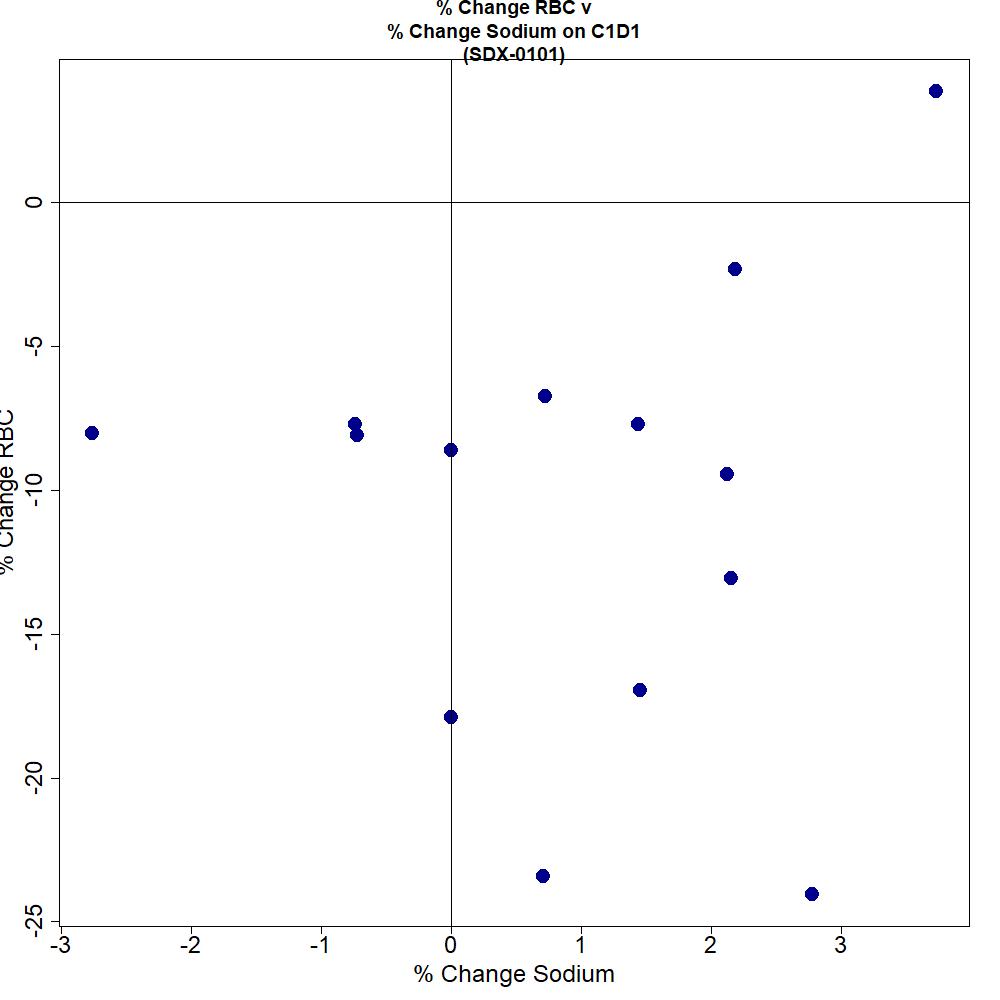 % Change RBC v
% Change Sodium on C1D1
(SDX-0101)
0
-5
-10
-15
-20
-25
% Change RBC
-3 -2 -1 0 1 2 3
% Change Sodium